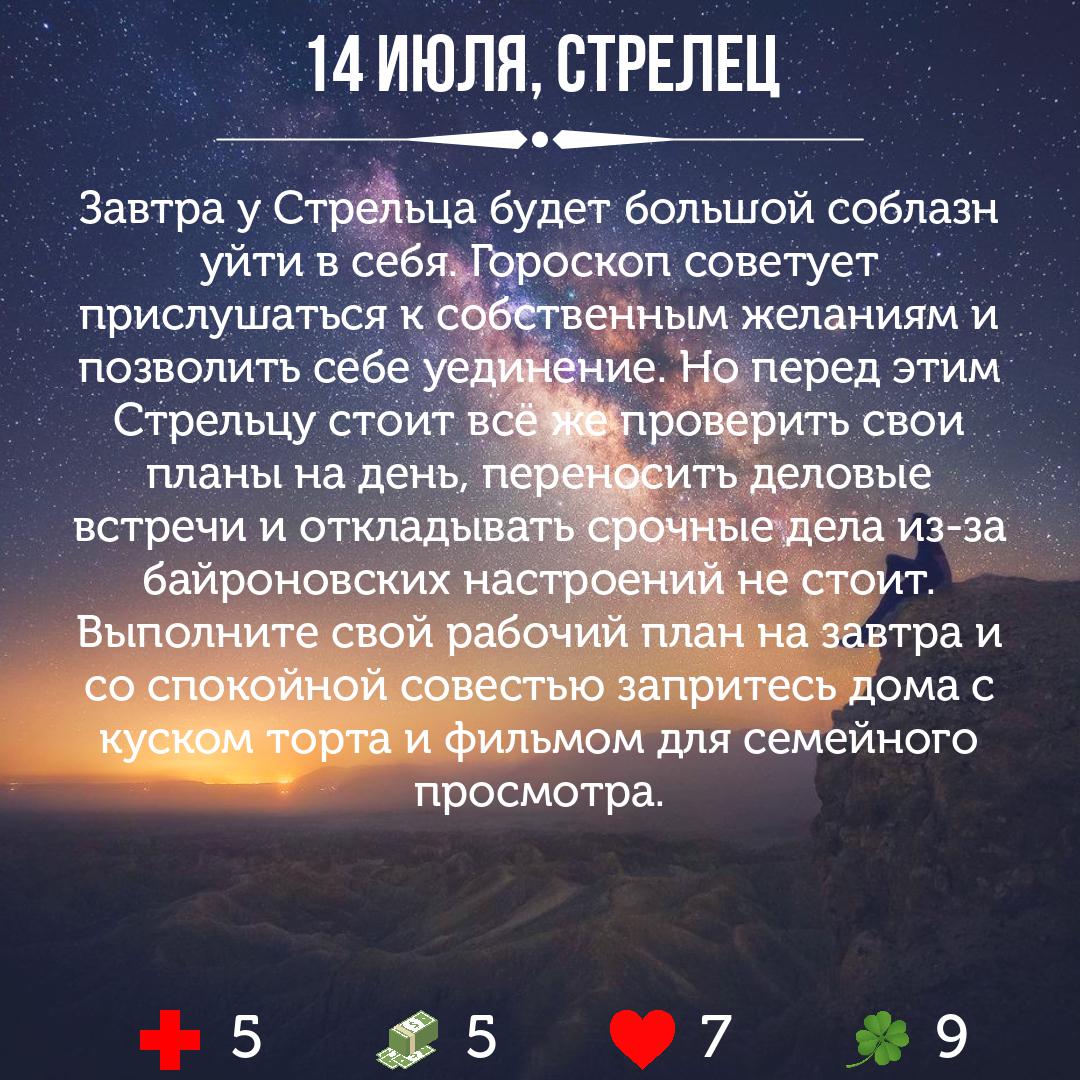 14 ИЮЛЯ, СТРЕЛЕЦ
Завтра у Стрельца будет большой соблазн
уйти в себя. Гороскоп советует
прислушаться к собственным желаниям и
позволить себе уединение. Но перед этим
Стрельцу стоит всё же проверить свои
планы на день, переносить деловые
встречи и откладывать срочные дела из-за
байроновских настроений не стоит.
Выполните свой рабочий план на завтра и
со спокойной совестью запритесь дома с
куском торта и фильмом для семейного
просмотра.
5 5 7 9